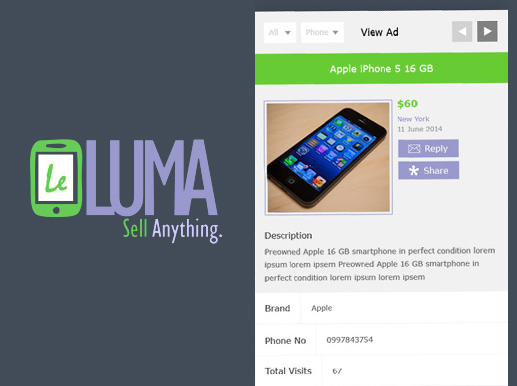 All
Phone
View Ad
Apple iPhone 5 16 GB
Le LUMA
Sell Anything.
$60
New York
11 June 2014
Reply
Share
Description
Preowned Apple 16 GB smartphone in perfect condition lorem
ipsum lorem ipsem Preowned Apple 16 GB smartphone in
perfect condition lorem ipsum lorem ipsem
Brand Apple
Phone No 0997843754
Total Visits 67